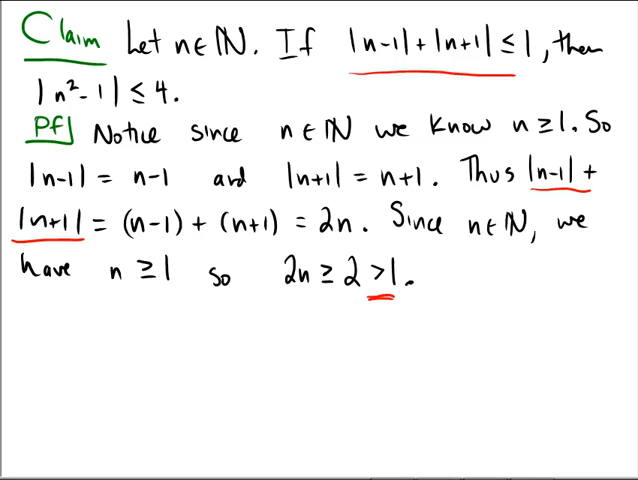 Claim Let n∈ℕ. If |n-1|+|n+1| ≤ 1, then
|n²-1| ≤ 4.
Pf] Notice since n∈ℕ we know n≥1. So
|n-1| = n-1 and |n+1| = n+1. Thus |n-1| +
|n+1| = (n-1) + (n+1) = 2n. Since n∈ℕ, we
have n ≥ 1 so 2n ≥ 2 > 1.